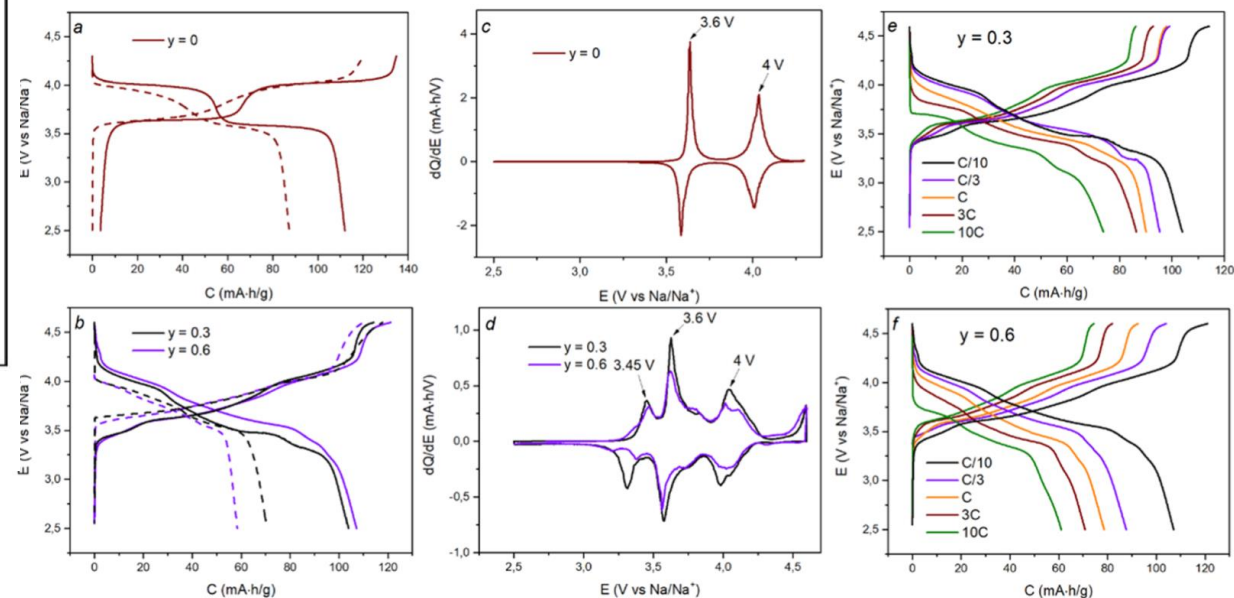 a
y = 0
4,5
4,0
3,5
3,0
2,5
E (V vs Na/Na
0 20 40 60 80 100 120 140
C (mA·h/g)
c
3.6 V
y = 0
4 V
4
2
0
-2
dQ/dE (mA·h/V)
2,5 3,0 3,5 4,0
E (V vs Na/Na⁺)
e
y = 0.3
4,5
4,0
3,5
3,0
2,5
E (V vs Na/Na⁺)
C/10
C/3
C
3C
10C
0 20 40 60 80 100 120
C (mA·h/g)
b
y = 0.3
y = 0.6
4,5
4,0
3,5
3,0
2,5
E (V vs Na/Na⁺)
0 20 40 60 80 100 120
C (mA·h/g)
d
3.6 V
y = 0.3
y = 0.6
3.45 V
4 V
1,0
0,5
0,0
-0,5
-1,0
dQ/dE (mA·h/V)
2,5 3,0 3,5 4,0 4,5
E (V vs Na/Na⁺)
f
y = 0.6
4,5
4,0
3,5
3,0
2,5
E (V vs Na/Na⁺)
C/10
C/3
C
3C
10C
0 20 40 60 80 100 120
C (mA·h/g)